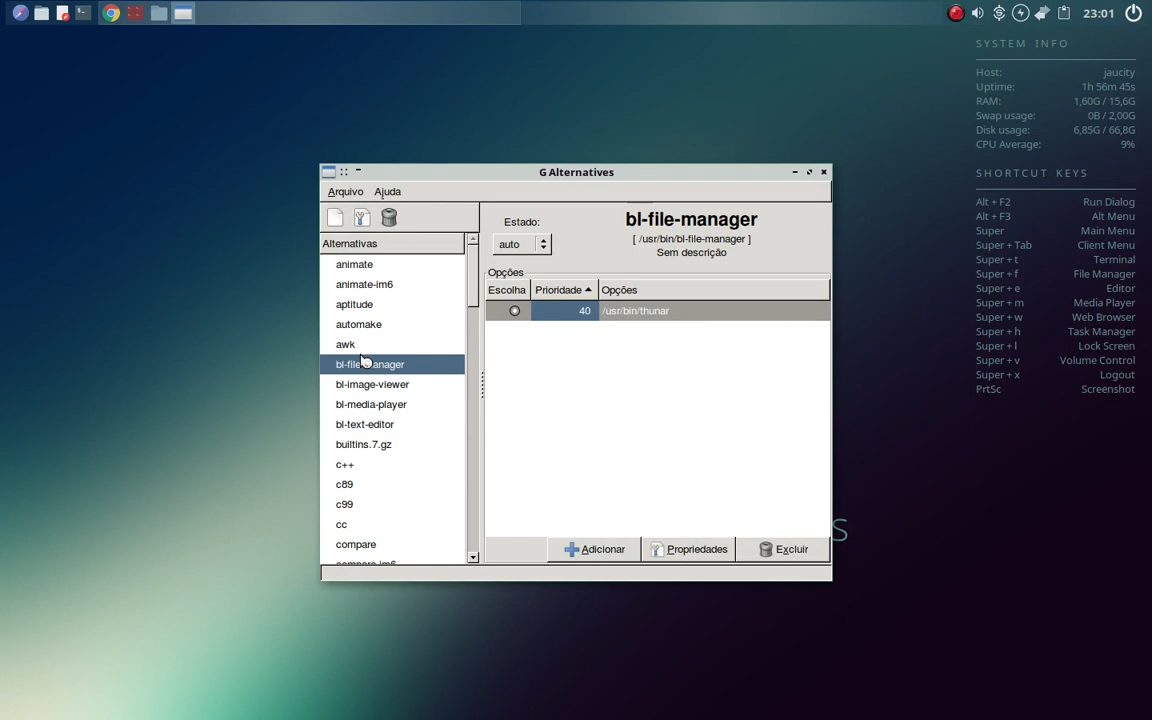 23:01
SYSTEM INFO
Host: jaucity
Uptime: 1h 56m 45s
RAM: 1,60G / 15,6G
Swap usage: 0B / 2,00G
Disk usage: 6,85G / 66,8G
CPU Average: 9%
SHORTCUT KEYS
Alt + F2 Run Dialog
Alt + F3 Alt Menu
Super Main Menu
Super + Tab Client Menu
Super + t Terminal
Super + f File Manager
Super + e Editor
Super + m Media Player
Super + w Web Browser
Super + h Task Manager
Super + l Lock Screen
Super + v Volume Control
Super + x Logout
PrtSc Screenshot
G Alternatives
Arquivo Ajuda
Alternativas
animate
animate-im6
aptitude
automake
awk
bl-file-manager
bl-image-viewer
bl-media-player
bl-text-editor
builtins.7.gz
c++
c89
c99
cc
compare
compare-im6
Estado:
auto
bl-file-manager
[ /usr/bin/bl-file-manager ]
Sem descrição
Opções
Escolha Prioridade Opções
40 /usr/bin/thunar
Adicionar Propriedades Excluir
S